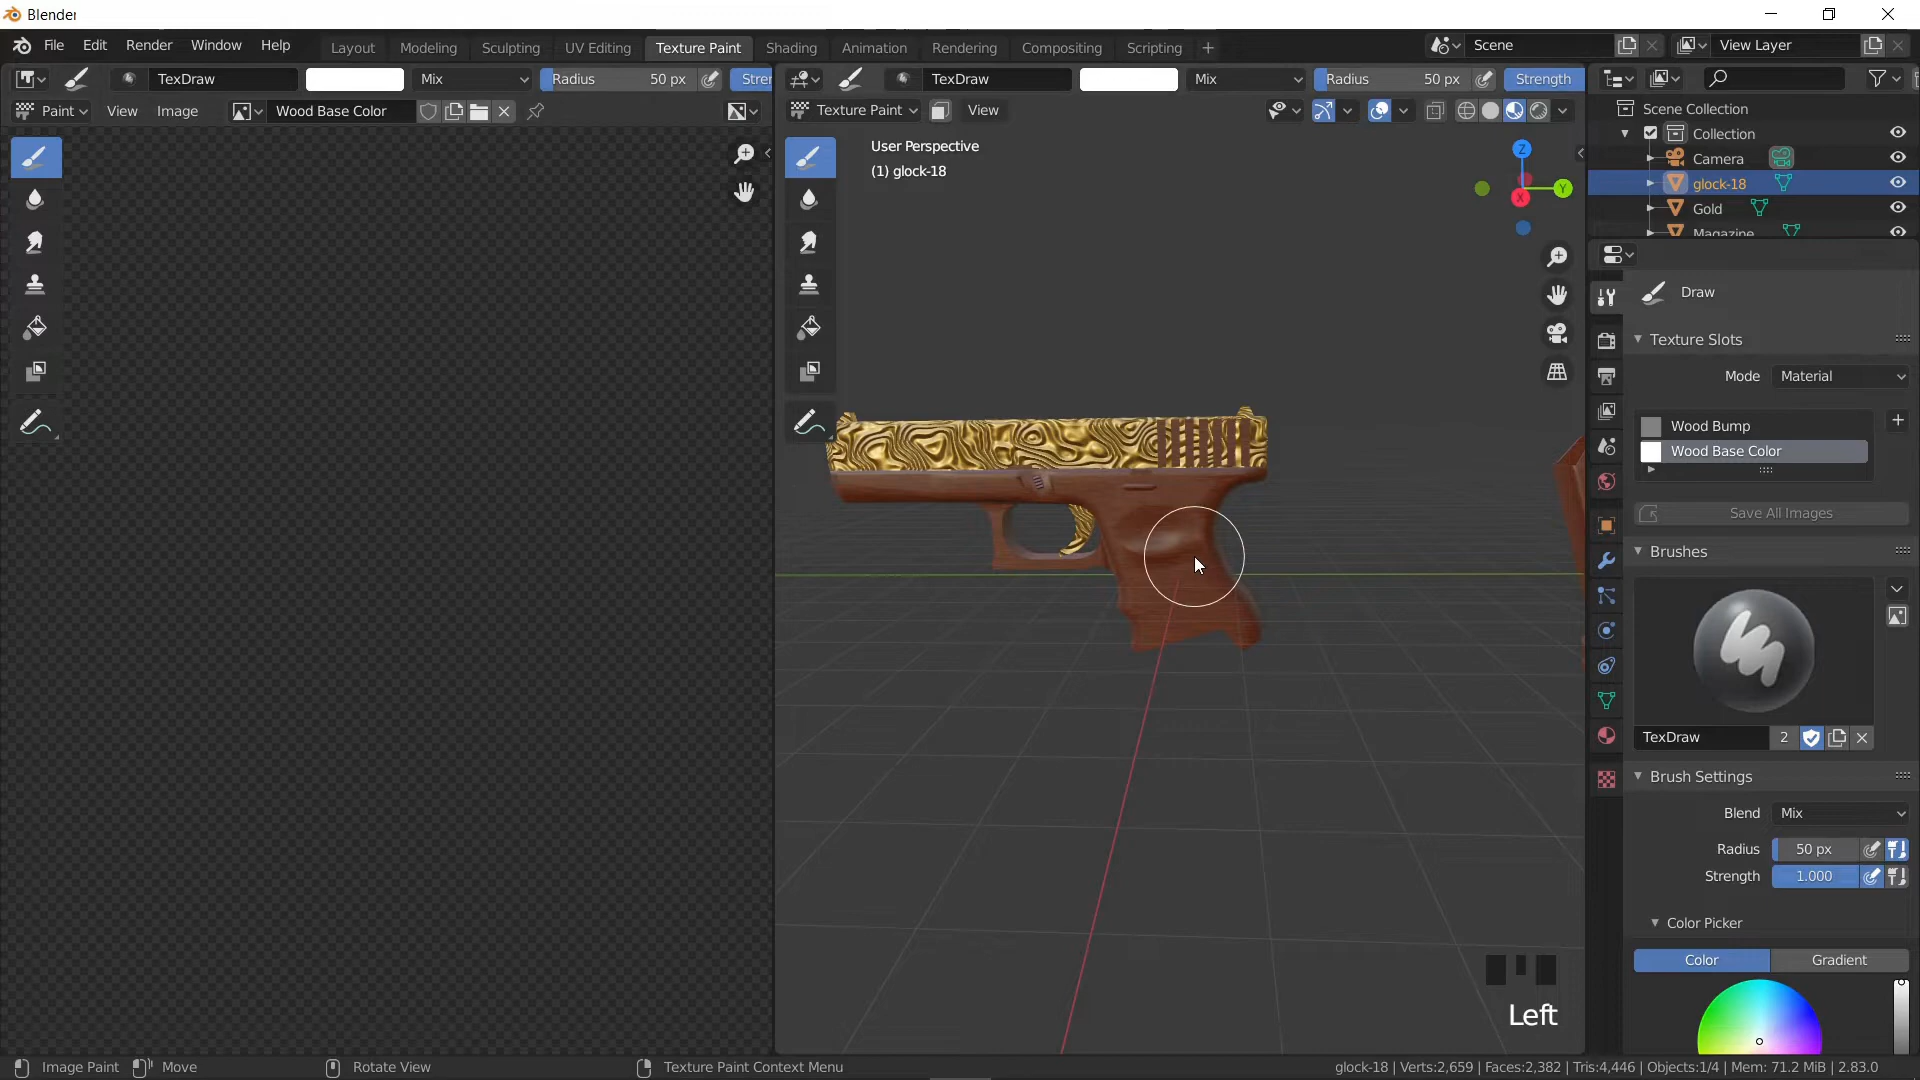 Blender
File Edit Render Window Help Layout Modeling Sculpting UV Editing Texture Paint Shading Animation Rendering Compositing Scripting + Scene View Layer
TexDraw Mix Radius 50 px Stren TexDraw Mix Radius 50 px Strength
Paint View Image Wood Base Color Texture Paint View
User Perspective
(1) glock-18
Z
Y
X
Scene Collection
Collection
Camera
glock-18
Gold
Magazine
Draw
Texture Slots
Mode Material
Wood Bump
Wood Base Color
Save All Images
Brushes
TexDraw 2
Brush Settings
Blend Mix
Radius 50 px
Strength 1.000
Color Picker
Color Gradient
Left
Image Paint Move Rotate View Texture Paint Context Menu glock-18 | Verts:2,659 | Faces:2,382 | Tris:4,446 | Objects:1/4 | Mem: 71.2 MiB | 2.83.0